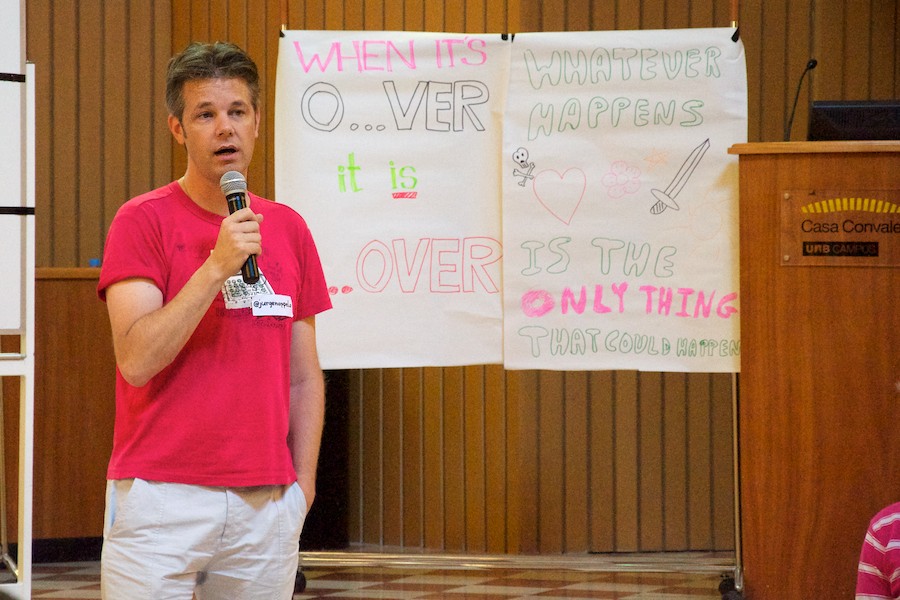 WHEN IT'S
O...VER
it is
...OVER
WHATEVER
HAPPENS
IS THE
ONLY THING
THAT COULD HAPPEN
Casa Convale
UAB CAMPUS